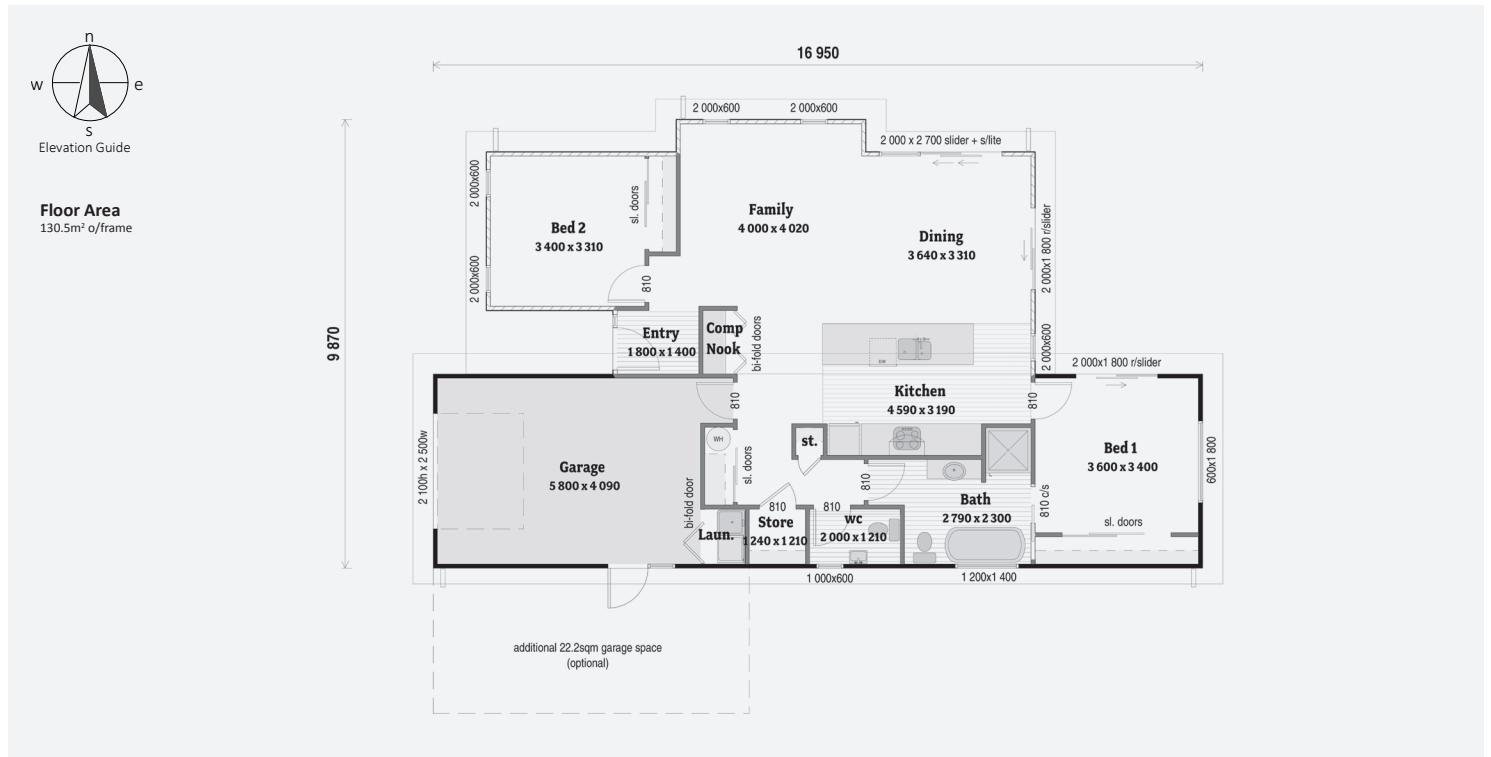 n
w
e
s
Elevation Guide
Floor Area
130.5m² o/frame
16 950
9 870
2 000x600
2 000x600
2 000 x 2 700 slider + s/lite
2 000x600
2 000x600
sl. doors
Bed 2
3 400 x 3 310
810
Family
4 000 x 4 020
Dining
3 640 x 3 310
2 000x1 800 r/slider
2 000x600
Entry
1 800 x 1 400
Comp
Nook
bi-fold doors
DW
2 000x1 800 r/slider
Kitchen
4 590 x 3 190
810
810
2 100h x 2 500w
Garage
5 800 x 4 090
WH
sl. doors
st.
810
Bed 1
3 600 x 3 400
600x1 800
bi-fold door
Laun.
810
Store
1 240 x 1 210
810
wc
2 000 x 1 210
Bath
2 790 x 2 300
810 c/s
sl. doors
1 000x600
1 200x1 400
additional 22.2sqm garage space
(optional)